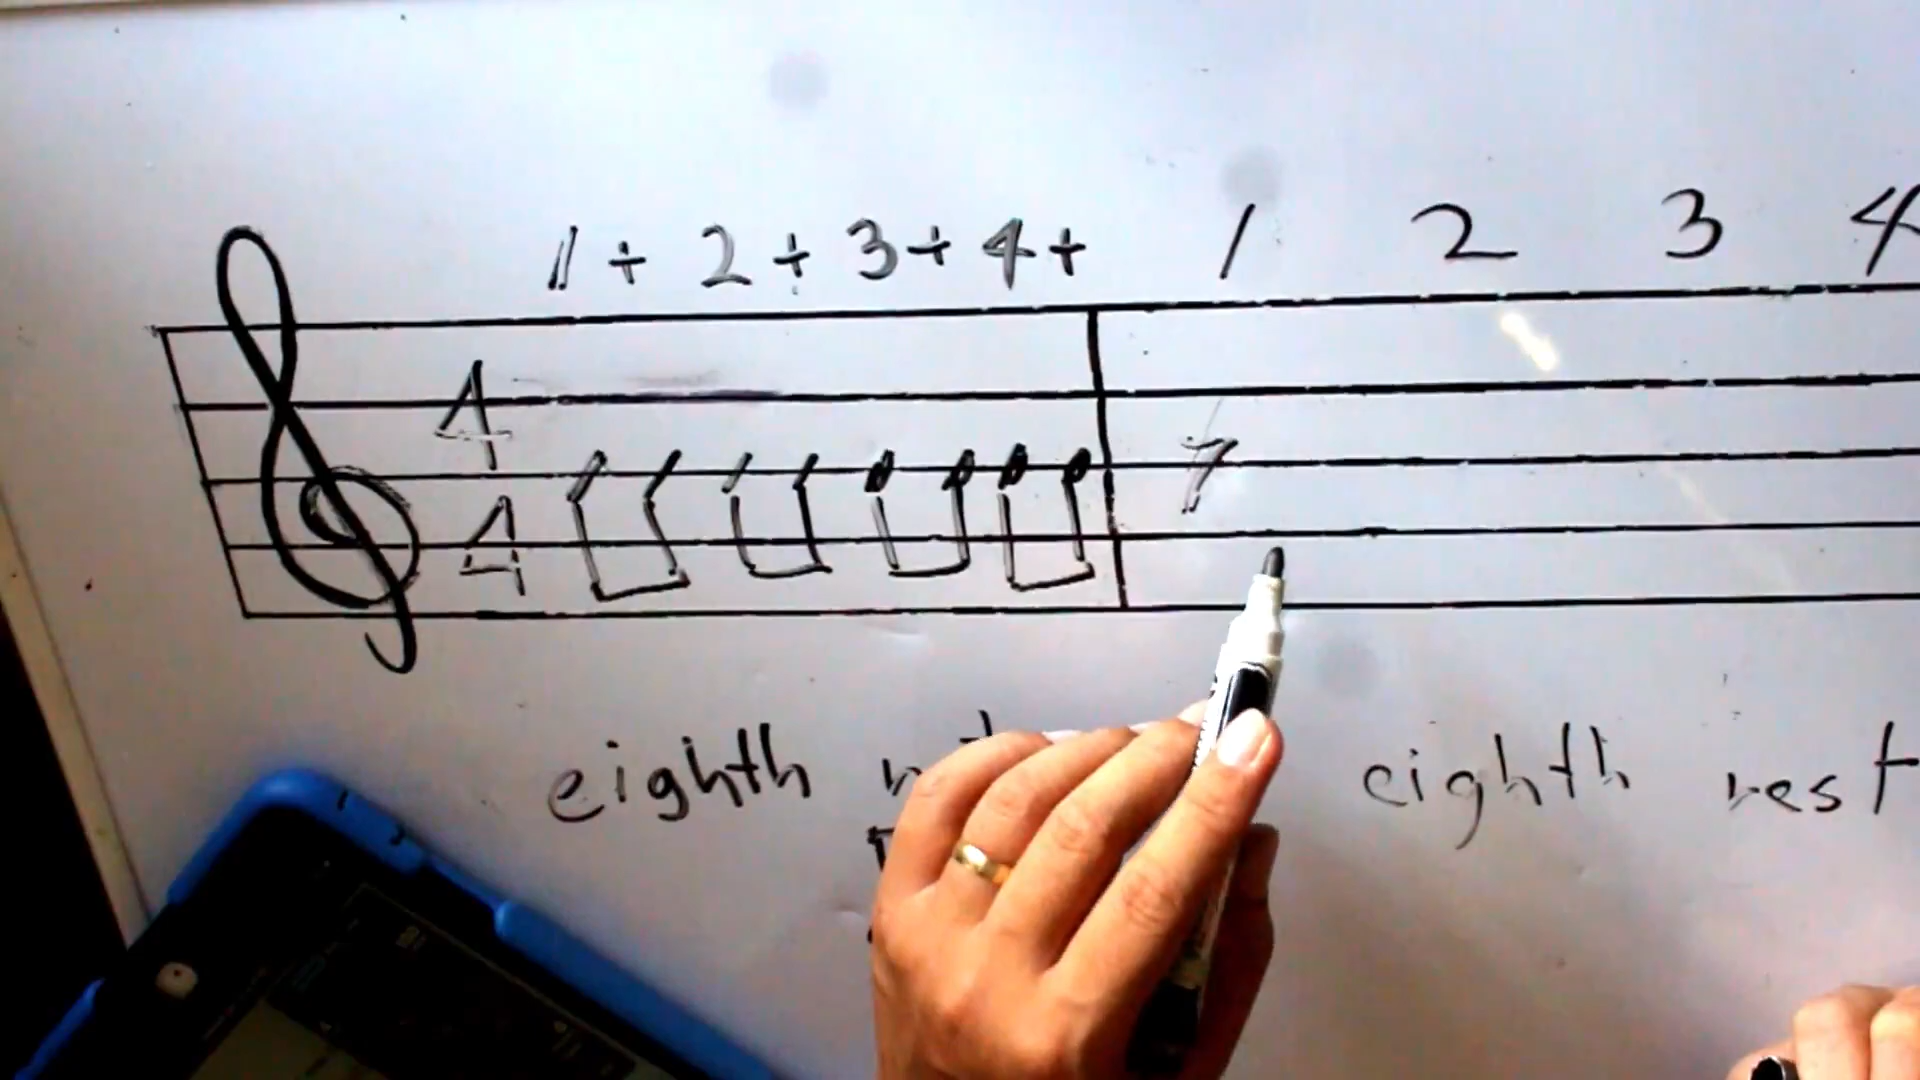 1 + 2 + 3 + 4 + 1 2 3 4
4
4
eighth eighth rest